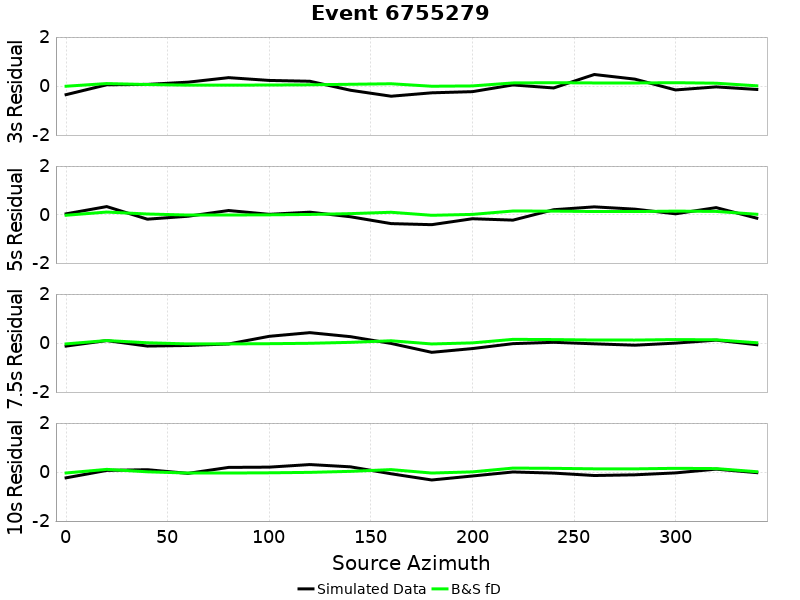 Event 6755279
3s Residual
2
0
-2
5s Residual
2
0
-2
7.5s Residual
2
0
-2
10s Residual
2
0
-2
0 50 100 150 200 250 300
Source Azimuth
Simulated Data B&S fD